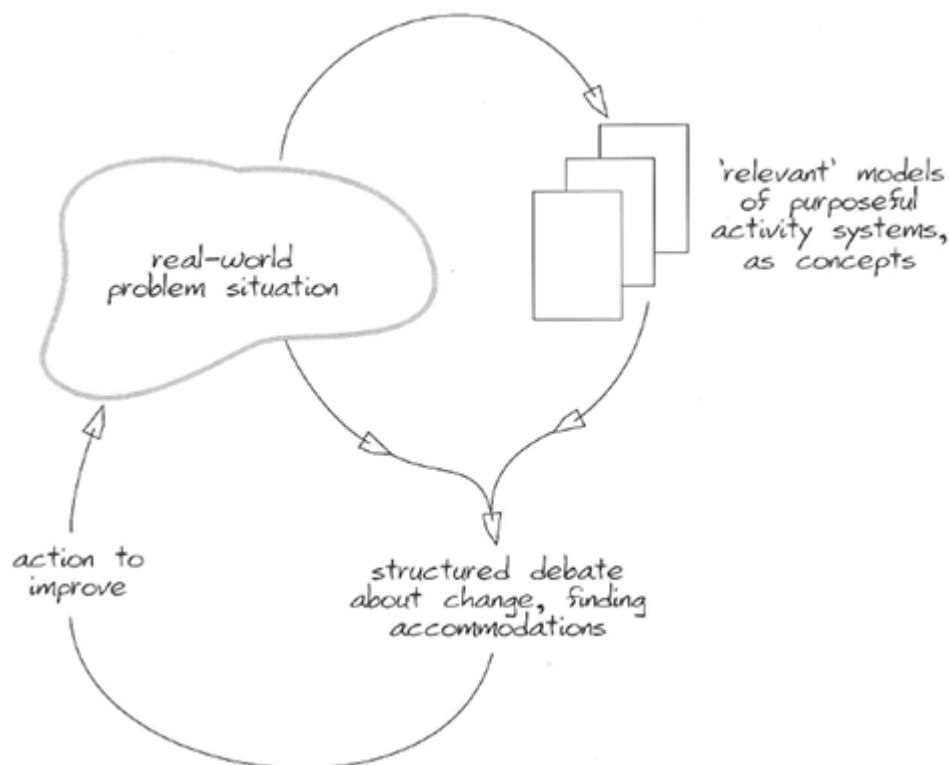 real-world
problem situation
'relevant' models
of purposeful
activity systems,
as concepts
structured debate
about change, finding
accommodations
action to
improve